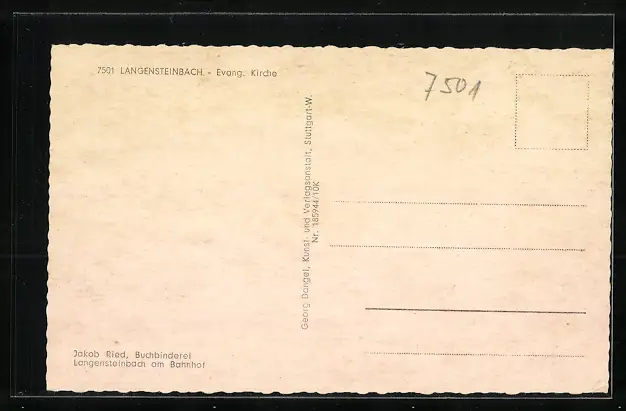 7501 LANGENSTEINBACH. - Evang. Kirche
7501
Georg Dangel, Kunst- und Verlagsanstalt, Stuttgart-W.
Nr. 185944/10K
Jakob Ried, Buchbinderei
Langensteinbach am Bahnhof